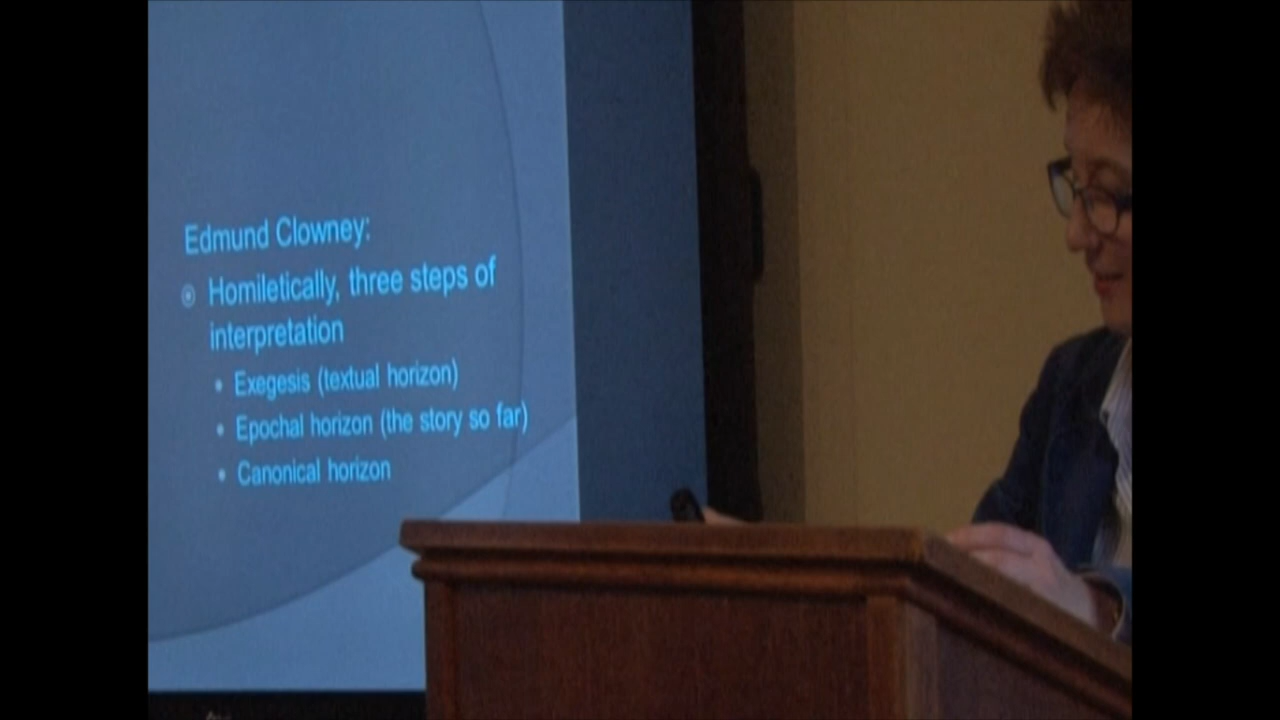 Edmund Clowney:
Homiletically, three steps of
interpretation
Exegesis (textual horizon)
Epochal horizon (the story so far)
Canonical horizon